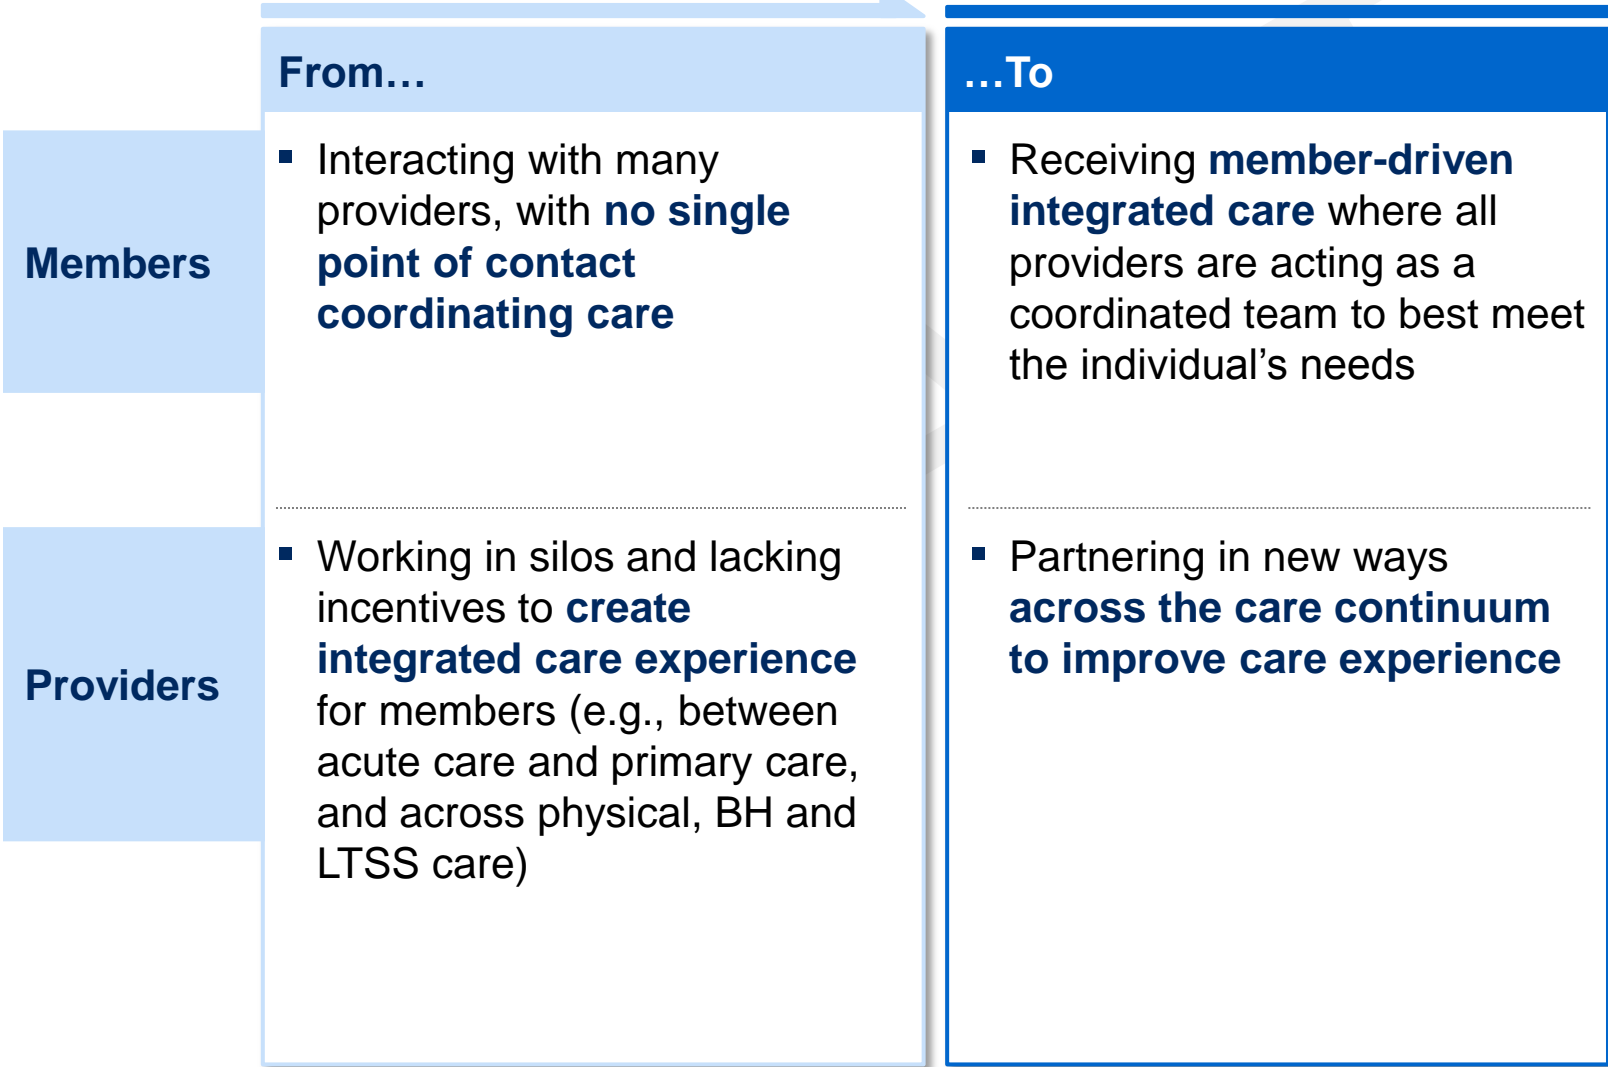 From…
…To
Members
▪ Interacting with many
providers, with no single
point of contact
coordinating care
▪ Receiving member-driven
integrated care where all
providers are acting as a
coordinated team to best meet
the individual’s needs
Providers
▪ Working in silos and lacking
incentives to create
integrated care experience
for members (e.g., between
acute care and primary care,
and across physical, BH and
LTSS care)
▪ Partnering in new ways
across the care continuum
to improve care experience